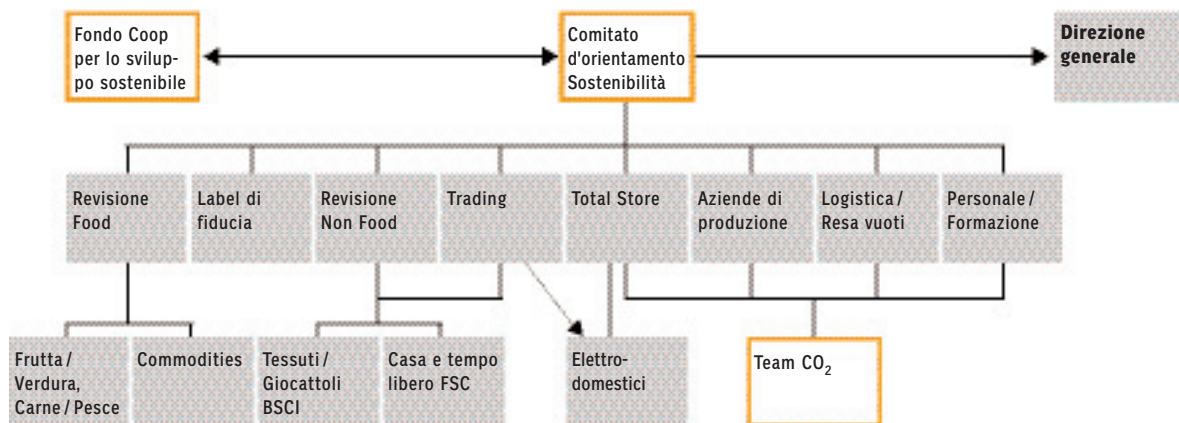 Fondo Coop
per lo svilup-
po sostenibile
Comitato
d'orientamento
Sostenibilità
Direzione
generale
Revisione
Food
Label di
fiducia
Revisione
Non Food
Trading
Total Store
Aziende di
produzione
Logistica /
Resa vuoti
Personale /
Formazione
Frutta /
Verdura,
Carne / Pesce
Commodities
Tessuti /
Giocattoli
BSCI
Casa e tempo
libero FSC
Elettro-
domestici
Team CO₂